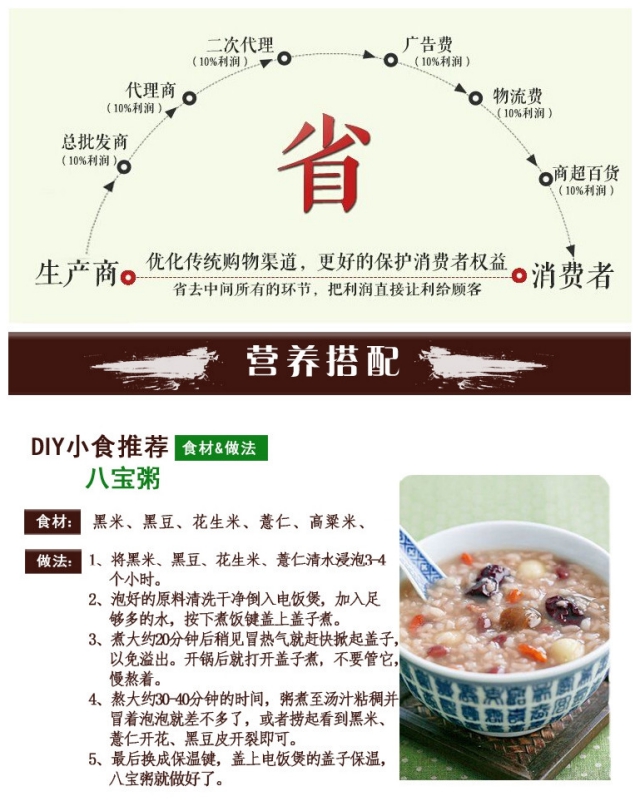 二次代理
（10%利润）
广告费
（10%利润）
代理商
（10%利润）
物流费
（10%利润）
总批发商
（10%利润）
商超百货
（10%利润）
省
生产商
优化传统购物渠道，更好的保护消费者权益
省去中间所有的环节，把利润直接让利给顾客
消费者
营养搭配
DIY小食推荐 食材&做法
八宝粥
食材： 黑米、黑豆、花生米、薏仁、高粱米、
做法： 1、将黑米、黑豆、花生米、薏仁清水浸泡3-4
个小时。
2、泡好的原料清洗干净倒入电饭煲，加入足
够多的水，按下煮饭键盖上盖子煮。
3、煮大约20分钟后稍见冒热气就赶快掀起盖子，
以免溢出。开锅后就打开盖子煮，不要管它，
慢熬着。
4、熬大约30-40分钟的时间，粥煮至汤汁粘稠并
冒着泡泡就差不多了，或者捞起看到黑米、
薏仁开花、黑豆皮开裂即可。
5、最后换成保温键，盖上电饭煲的盖子保温，
八宝粥就做好了。